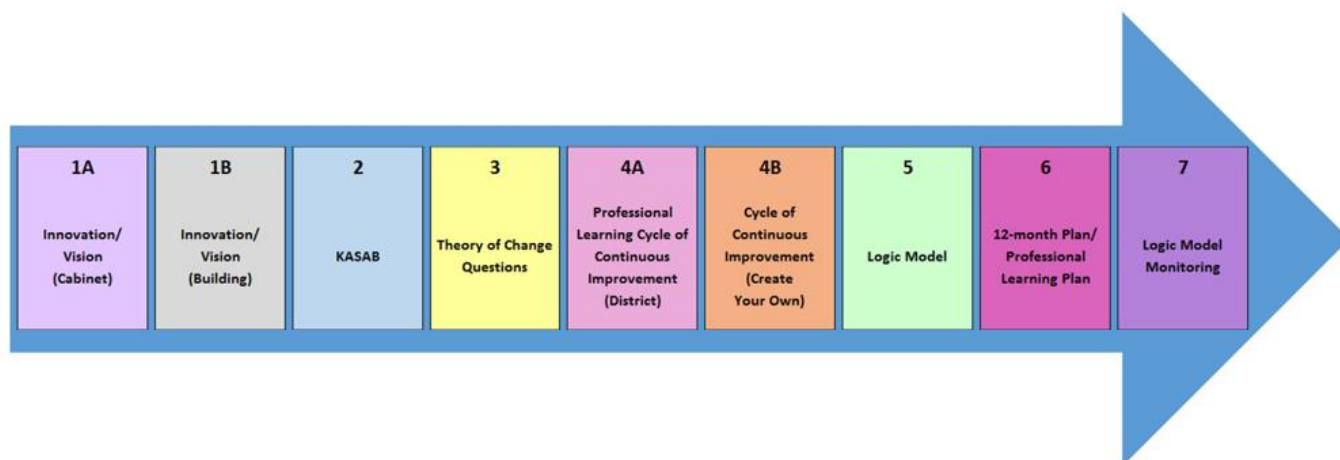 1A
Innovation/
Vision
(Cabinet)
1B
Innovation/
Vision
(Building)
2
KASAB
3
Theory of Change
Questions
4A
Professional
Learning Cycle of
Continuous
Improvement
(District)
4B
Cycle of
Continuous
Improvement
(Create
Your Own)
5
Logic Model
6
12-month Plan/
Professional
Learning Plan
7
Logic Model
Monitoring